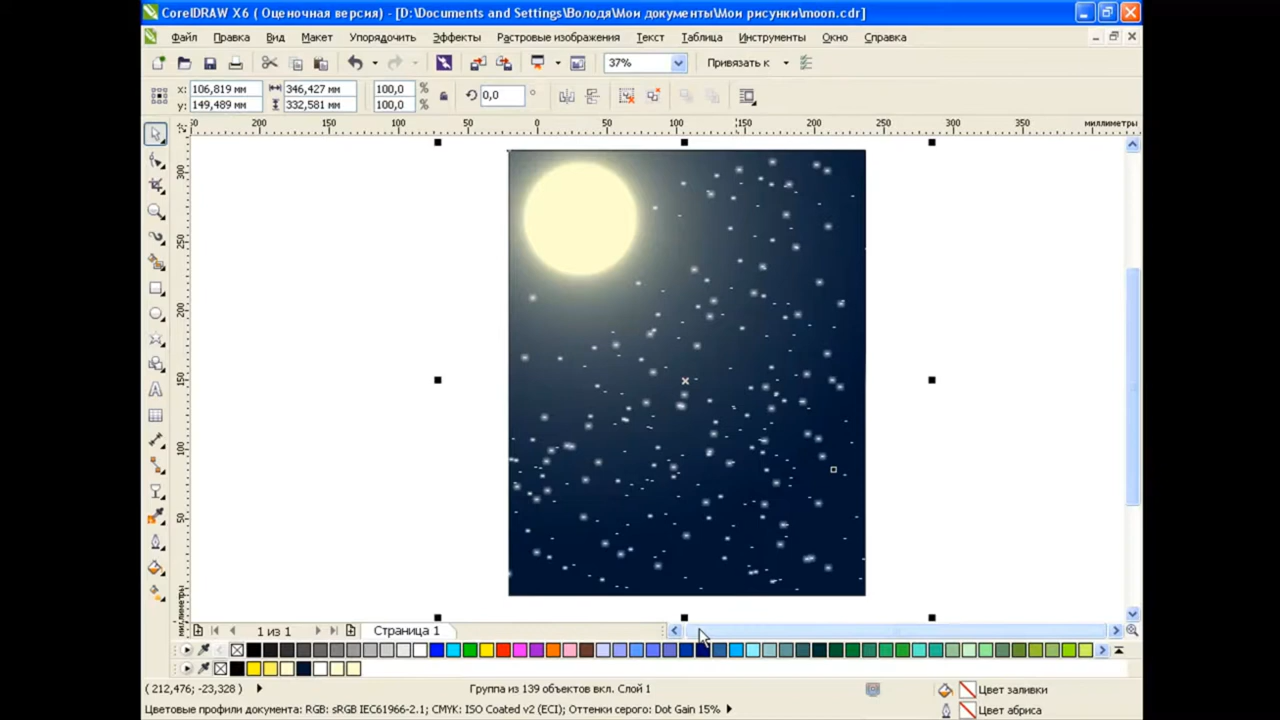 CorelDRAW X6 ( Оценочная версия) - [D:\Documents and Settings\Володя\Мои документы\Мои рисунки\moon.cdr]
Файл Правка Вид Макет Упорядочить Эффекты Растровые изображения Текст Таблица Инструменты Окно Справка
37% Привязать к
x: 106,819 мм 346,427 мм 100,0 % 0,0 °
y: 149,489 мм 332,581 мм 100,0 %
200 150 100 50 0 50 100 150 200 250 300 350 миллиметры
300
250
200
150
100
50
миллиметры
1 из 1 Страница 1
( 212,476; -23,328 ) Группа из 139 объектов вкл. Слой 1 Цвет заливки
Цветовые профили документа: RGB: sRGB IEC61966-2.1; CMYK: ISO Coated v2 (ECI); Оттенки серого: Dot Gain 15% Цвет абриса